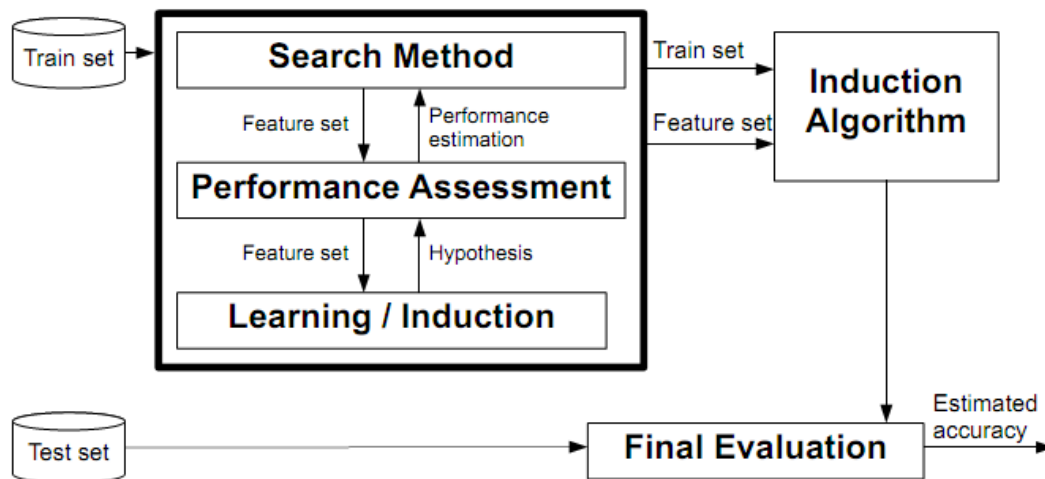 Train set
Search Method
Feature set
Performance
estimation
Performance Assessment
Feature set
Hypothesis
Learning / Induction
Train set
Feature set
Induction
Algorithm
Test set
Final Evaluation
Estimated
accuracy